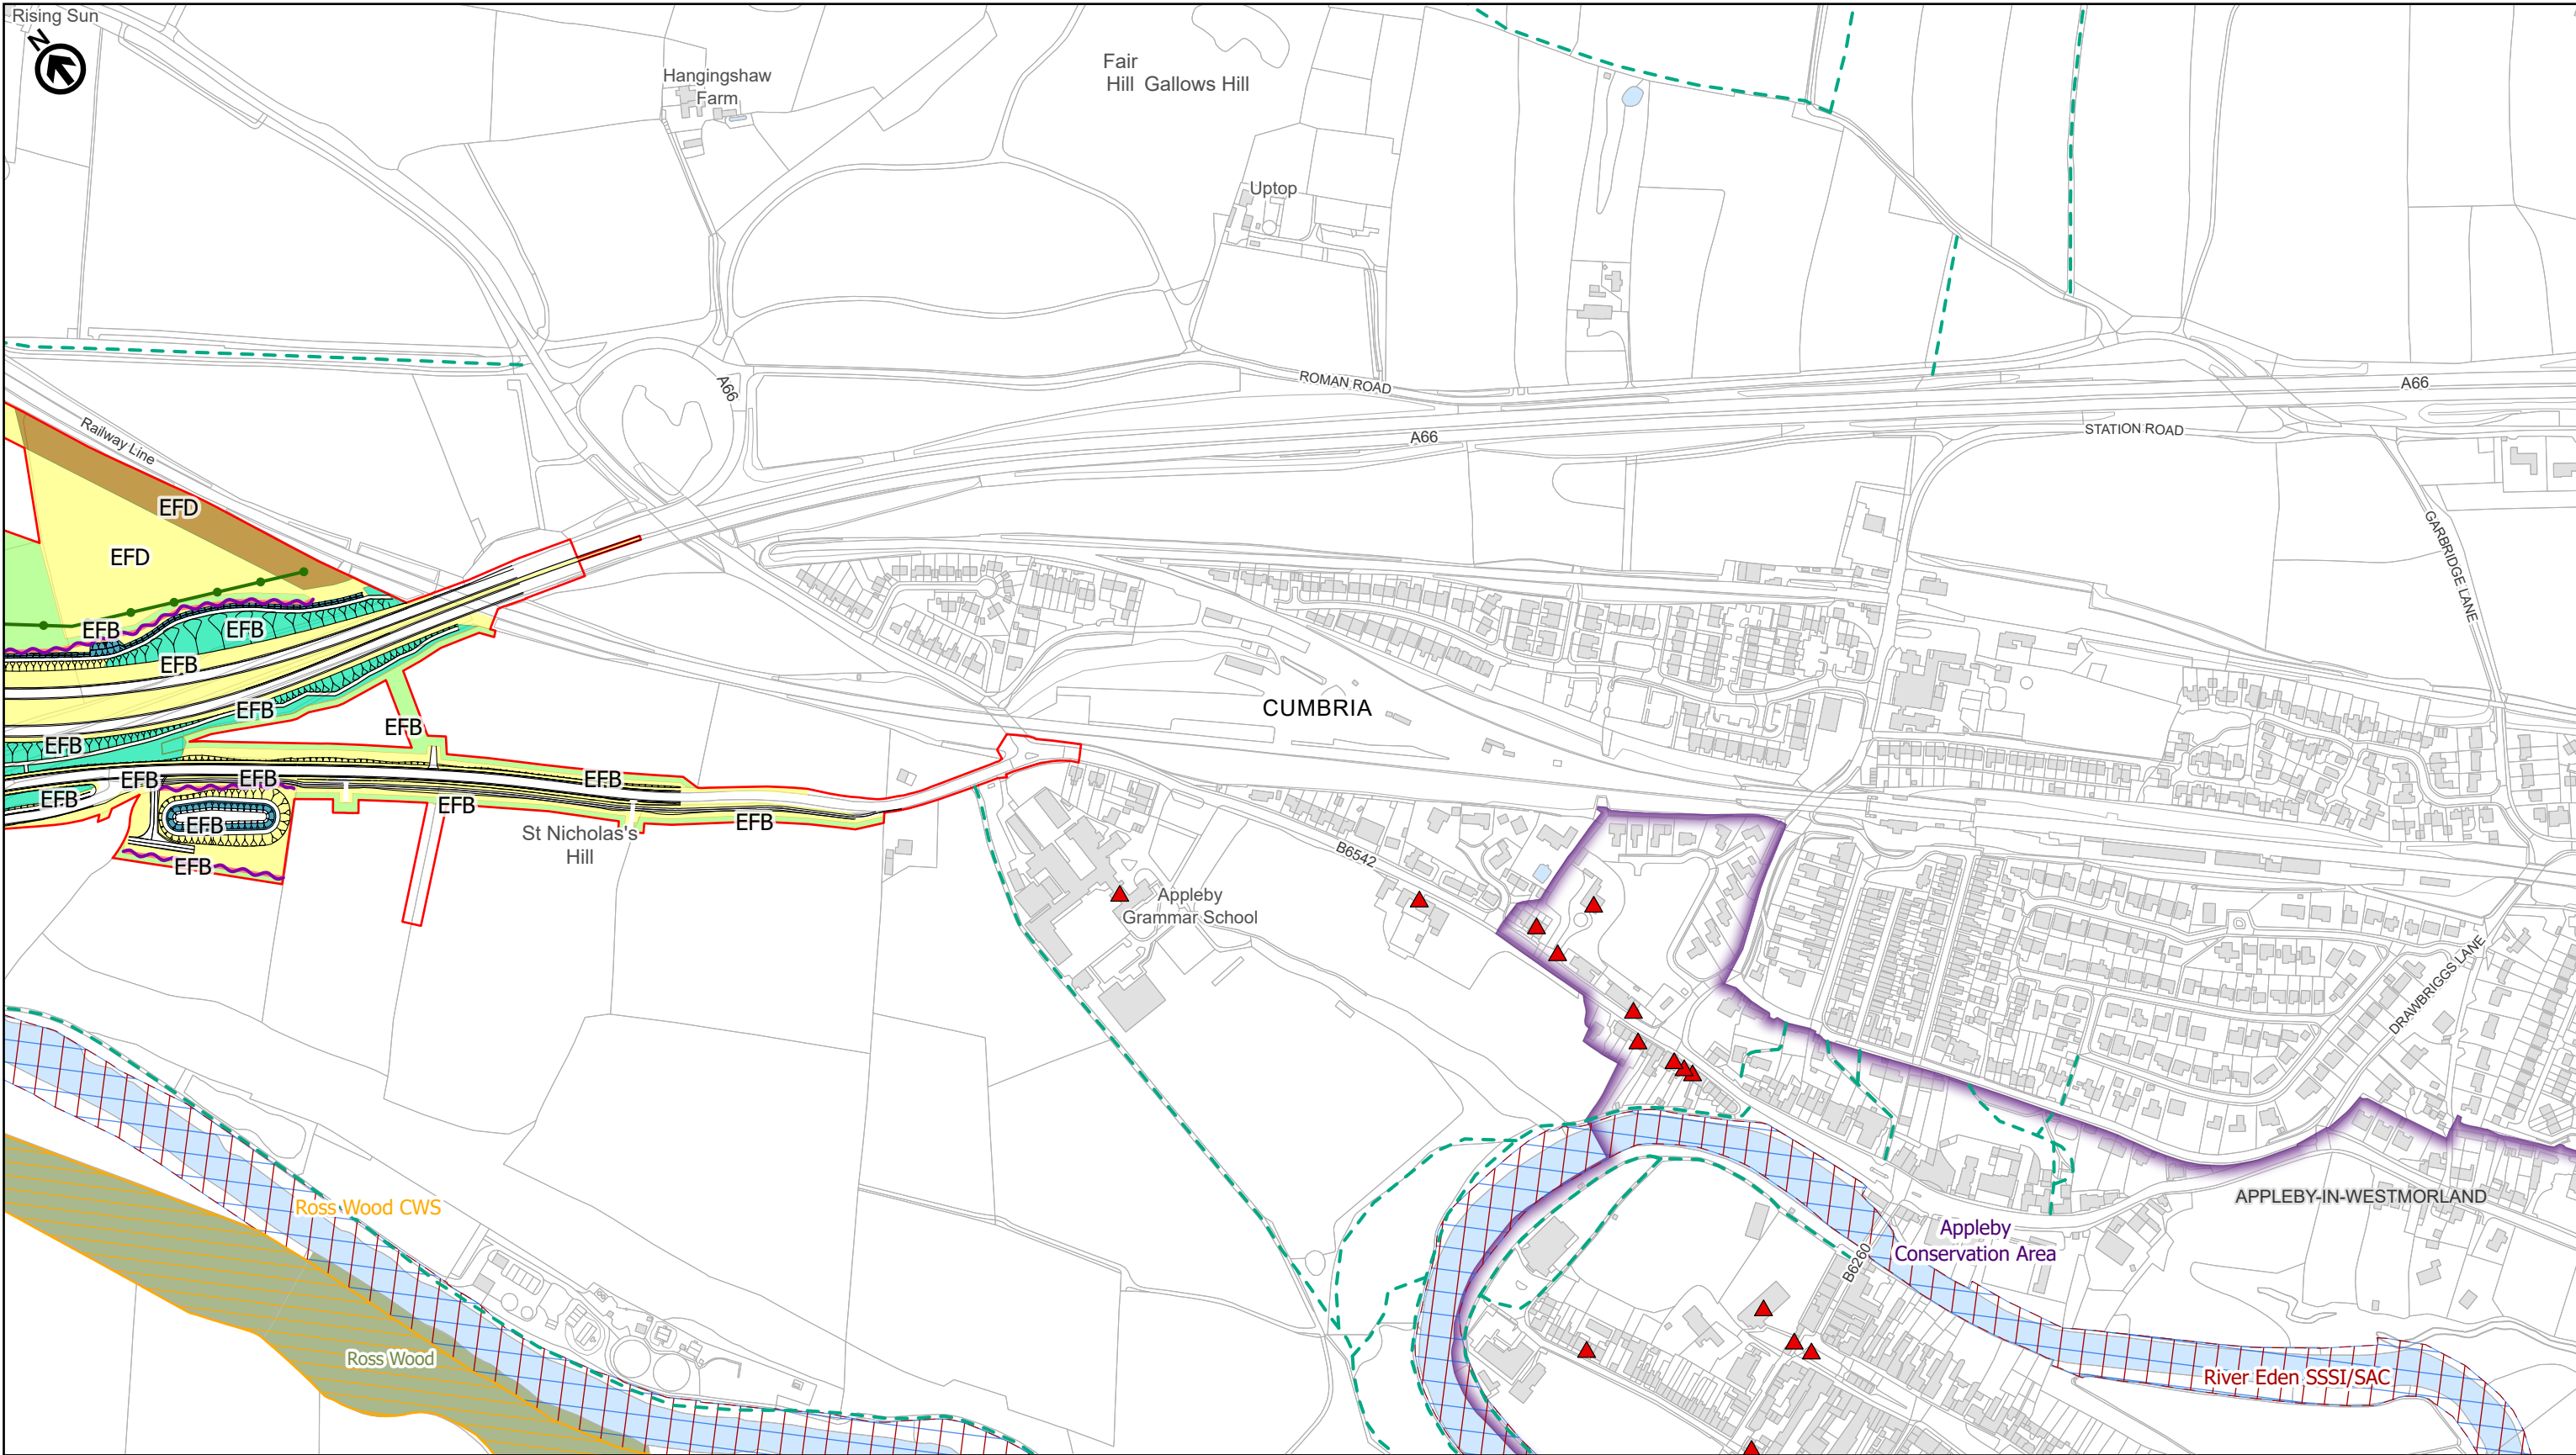 Rising Sun
N
Hangingshaw
Farm
Fair
Hill Gallows Hill
Uptop
A66
ROMAN ROAD
A66
A66
STATION ROAD
Railway Line
EFD
EFD
GARBRIDGE LANE
EFB
EFB
EFB
EFB
EFB
EFB
CUMBRIA
EFB
EFB
EFB
EFB
EFB
EFB
EFB
EFB
St Nicholas's
Hill
EFB
B6542
Appleby
Grammar School
DRAWBRIGGS LANE
Ross Wood CWS
APPLEBY-IN-WESTMORLAND
Appleby
Conservation Area
B6260
Ross Wood
River Eden SSSI/SAC